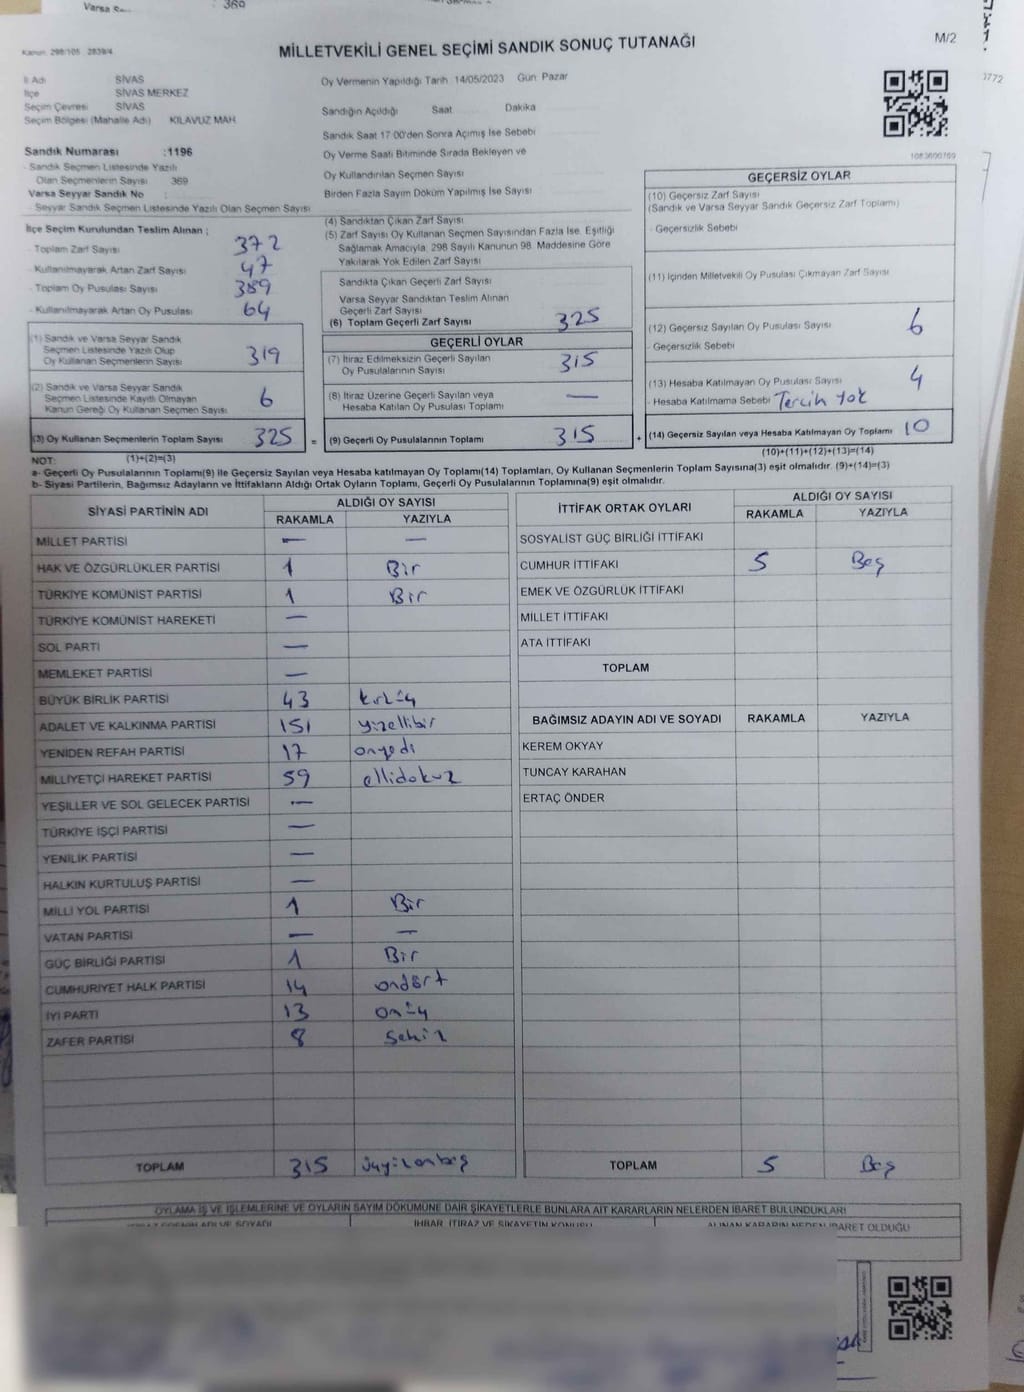 Varsa Se
: 369
Kanun: 298/105 2839/4
MİLLETVEKİLİ GENEL SEÇİMİ SANDIK SONUÇ TUTANAĞI
M/2
İl Adı SİVAS
İlçe SİVAS MERKEZ
Seçim Çevresi SİVAS
Seçim Bölgesi (Mahalle Adı) KILAVUZ MAH.
Oy Vermenin Yapıldığı Tarih 14/05/2023 Gün Pazar
Sandığın Açıldığı Saat Dakika
Sandık Saat 17:00'den Sonra Açımış İse Sebebi
Oy Verme Saati Bitiminde Sırada Bekleyen ve
Oy Kullandırılan Seçmen Sayısı
Birden Fazla Sayım Döküm Yapılmış İse Sayısı
Sandık Numarası :1196
- Sandık Seçmen Listesinde Yazılı
Olan Seçmenlerin Sayısı 369
Varsa Seyyar Sandık No :
- Seyyar Sandık Seçmen Listesinde Yazılı Olan Seçmen Sayısı
İlçe Seçim Kurulundan Teslim Alınan ;
- Toplam Zarf Sayısı 372
- Kullanılmayarak Artan Zarf Sayısı 47
- Toplam Oy Pusulası Sayısı 389
- Kullanılmayarak Artan Oy Pusulası 64
(1) Sandık ve Varsa Seyyar Sandık
Seçmen Listesinde Yazılı Olup
Oy Kullanan Seçmenlerin Sayısı 319
(2) Sandık ve Varsa Seyyar Sandık
Seçmen Listesinde Kayıtlı Olmayan
Kanun Gereği Oy Kullanan Seçmen Sayısı 6
(3) Oy Kullanan Seçmenlerin Toplam Sayısı 325 =
(4) Sandıktan Çıkan Zarf Sayısı
(5) Zarf Sayısı Oy Kullanan Seçmen Sayısından Fazla İse, Eşitliği
Sağlamak Amacıyla, 298 Sayılı Kanunun 98. Maddesine Göre
Yakılarak Yok Edilen Zarf Sayısı
Sandıkta Çıkan Geçerli Zarf Sayısı
Varsa Seyyar Sandıktan Teslim Alınan
Geçerli Zarf Sayısı
(6) Toplam Geçerli Zarf Sayısı 325
GEÇERLİ OYLAR
(7) İtiraz Edilmeksizin Geçerli Sayılan
Oy Pusulalarının Sayısı 315
(8) İtiraz Üzerine Geçerli Sayılan veya
Hesaba Katılan Oy Pusulası Toplamı —
(9) Geçerli Oy Pusulalarının Toplamı 315 +
GEÇERSİZ OYLAR
(10) Geçersiz Zarf Sayısı
(Sandık ve Varsa Seyyar Sandık Geçersiz Zarf Toplamı)
- Geçersizlik Sebebi
(11) İçinden Milletvekili Oy Pusulası Çıkmayan Zarf Sayısı
(12) Geçersiz Sayılan Oy Pusulası Sayısı 6
- Geçersizlik Sebebi
(13) Hesaba Katılmayan Oy Pusulası Sayısı 4
- Hesaba Katılmama Sebebi Tercih Yok
(14) Geçersiz Sayılan veya Hesaba Katılmayan Oy Toplamı 10
NOT: (1)+(2)=(3) (10)+(11)+(12)+(13)=(14)
a- Geçerli Oy Pusulalarının Toplamı(9) ile Geçersiz Sayılan veya Hesaba katılmayan Oy Toplamı(14) Toplamları, Oy Kullanan Seçmenlerin Toplam Sayısına(3) eşit olmalıdır. (9)+(14)=(3)
b- Siyasi Partilerin, Bağımsız Adayların ve İttifakların Aldığı Ortak Oyların Toplamı, Geçerli Oy Pusulalarının Toplamına(9) eşit olmalıdır.
SİYASİ PARTİNİN ADI ALDIĞI OY SAYISI
RAKAMLA YAZIYLA
MİLLET PARTİSİ — —
HAK VE ÖZGÜRLÜKLER PARTİSİ 1 Bir
TÜRKİYE KOMÜNİST PARTİSİ 1 Bir
TÜRKİYE KOMÜNİST HAREKETİ —
SOL PARTİ —
MEMLEKET PARTİSİ —
BÜYÜK BİRLİK PARTİSİ 43 kırküç
ADALET VE KALKINMA PARTİSİ 151 yüzellibir
YENİDEN REFAH PARTİSİ 17 onyedi
MİLLİYETÇİ HAREKET PARTİSİ 59 ellidokuz
YEŞİLLER VE SOL GELECEK PARTİSİ —
TÜRKİYE İŞÇİ PARTİSİ —
YENİLİK PARTİSİ —
HALKIN KURTULUŞ PARTİSİ —
MİLLİ YOL PARTİSİ 1 Bir
VATAN PARTİSİ — —
GÜÇ BİRLİĞİ PARTİSİ 1 Bir
CUMHURİYET HALK PARTİSİ 14 ondört
İYİ PARTİ 13 onüç
ZAFER PARTİSİ 8 Sekiz
TOPLAM 315 üçyüzonbeş
İTTİFAK ORTAK OYLARI ALDIĞI OY SAYISI
RAKAMLA YAZIYLA
SOSYALİST GÜÇ BİRLİĞİ İTTİFAKI
CUMHUR İTTİFAKI 5 Beş
EMEK VE ÖZGÜRLÜK İTTİFAKI
MİLLET İTTİFAKI
ATA İTTİFAKI
TOPLAM
BAĞIMSIZ ADAYIN ADI VE SOYADI RAKAMLA YAZIYLA
KEREM OKYAY
TUNCAY KARAHAN
ERTAÇ ÖNDER
TOPLAM 5 Beş
OYLAMA İŞ VE İŞLEMLERİNE VE OYLARIN SAYIM DÖKÜMÜNE DAİR ŞİKAYETLERLE BUNLARA AİT KARARLARIN NELERDEN İBARET BULUNDUKLARI
İHBAR, İTİRAZ VE ŞİKAYETİN KONUSU ALINAN KARARIN NEDEN İBARET OLDUĞU